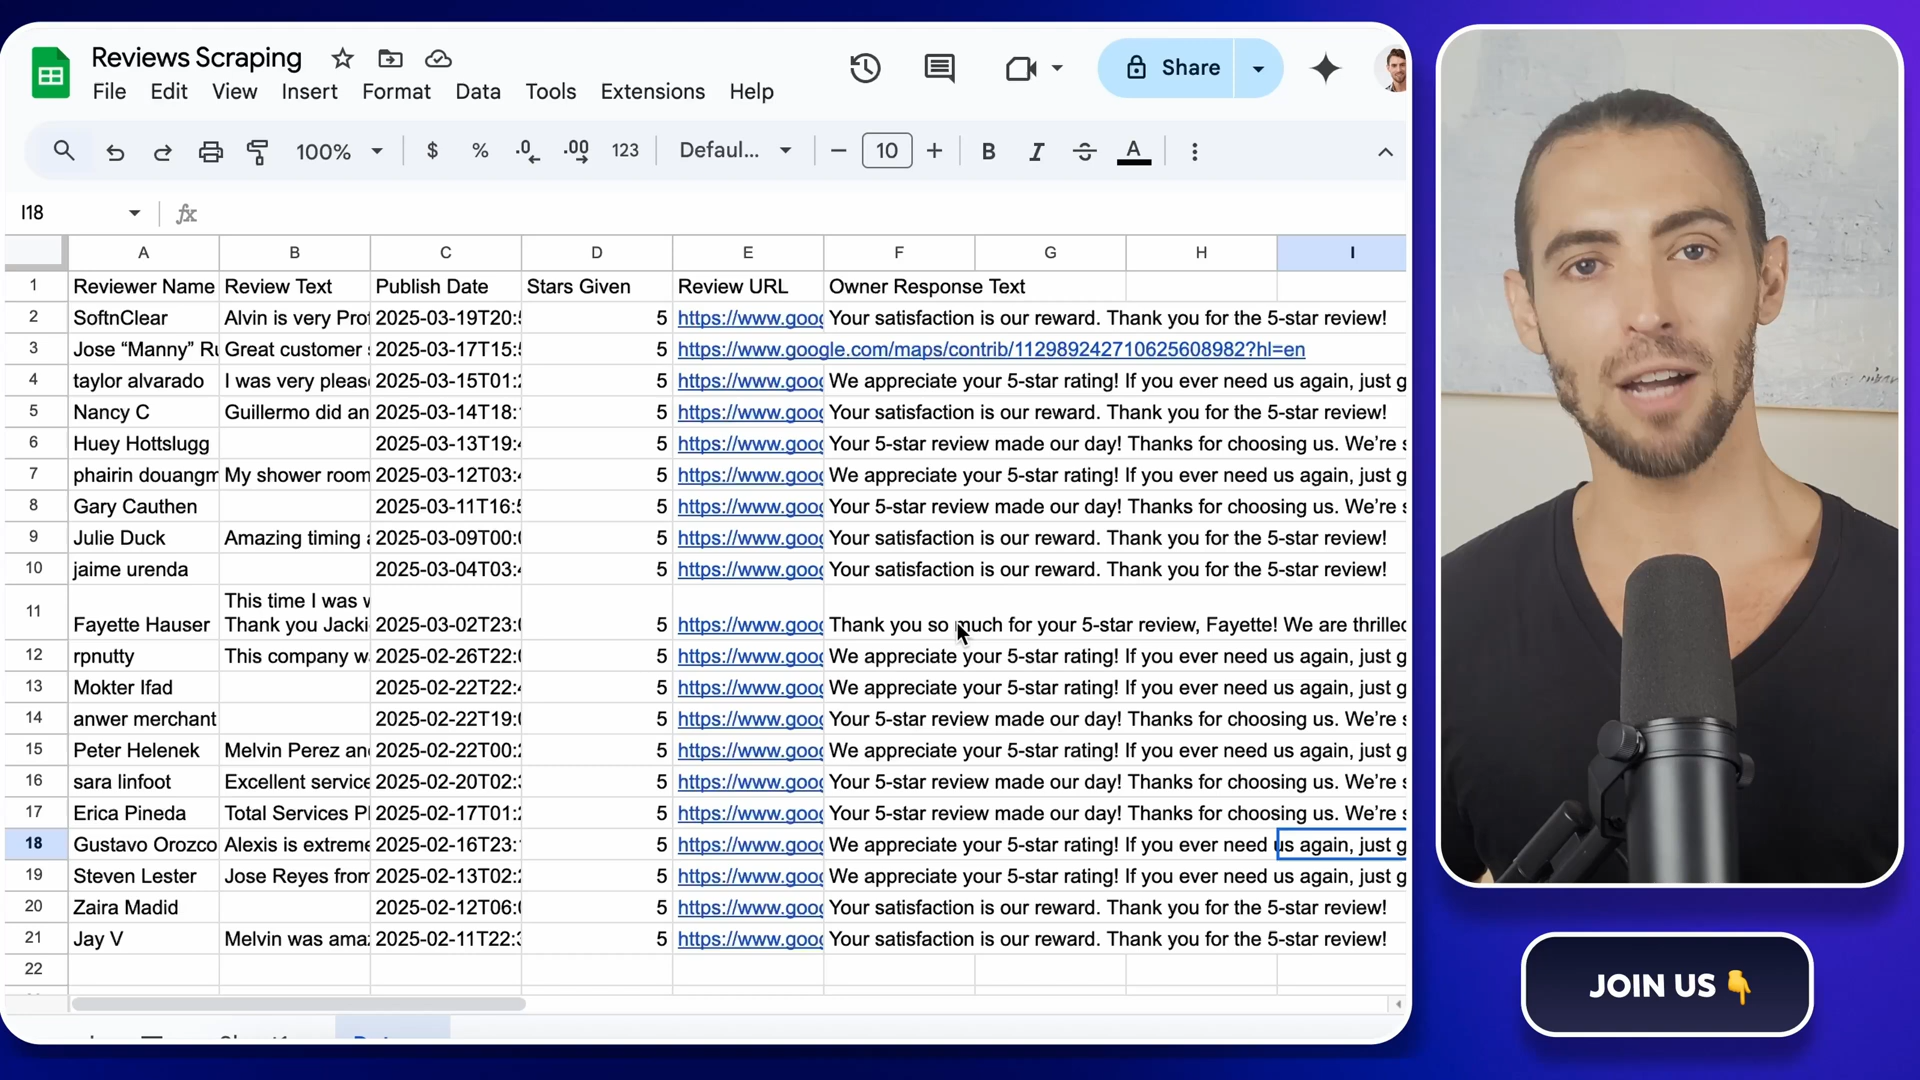 Reviews Scraping
File Edit View Insert Format Data Tools Extensions Help
Share
100% $ % .0 .00 123 Defaul... 10 B I S A
I18 fx
A B C D E F G H I
1 Reviewer Name Review Text Publish Date Stars Given Review URL Owner Response Text
2 SoftnClear Alvin is very Pro 2025-03-19T20: 5 https://www.goo Your satisfaction is our reward. Thank you for the 5-star review!
3 Jose “Manny” Ru Great customer 2025-03-17T15: 5 https://www.google.com/maps/contrib/112989242710625608982?hl=en
4 taylor alvarado I was very pleas 2025-03-15T01: 5 https://www.goo We appreciate your 5-star rating! If you ever need us again, just g
5 Nancy C Guillermo did an 2025-03-14T18: 5 https://www.goo Your satisfaction is our reward. Thank you for the 5-star review!
6 Huey Hottslugg 2025-03-13T19: 5 https://www.goo Your 5-star review made our day! Thanks for choosing us. We’re s
7 phairin douangm My shower room 2025-03-12T03: 5 https://www.goo We appreciate your 5-star rating! If you ever need us again, just g
8 Gary Cauthen 2025-03-11T16: 5 https://www.goo Your 5-star review made our day! Thanks for choosing us. We’re s
9 Julie Duck Amazing timing 2025-03-09T00: 5 https://www.goo Your satisfaction is our reward. Thank you for the 5-star review!
10 jaime urenda 2025-03-04T03: 5 https://www.goo Your satisfaction is our reward. Thank you for the 5-star review!
This time I was w
11 Fayette Hauser Thank you Jacki 2025-03-02T23: 5 https://www.goo Thank you so much for your 5-star review, Fayette! We are thrilled
12 rpnutty This company w 2025-02-26T22: 5 https://www.goo We appreciate your 5-star rating! If you ever need us again, just g
13 Mokter Ifad 2025-02-22T22: 5 https://www.goo We appreciate your 5-star rating! If you ever need us again, just g
14 anwer merchant 2025-02-22T19: 5 https://www.goo Your 5-star review made our day! Thanks for choosing us. We’re s
15 Peter Helenek Melvin Perez an 2025-02-22T00: 5 https://www.goo We appreciate your 5-star rating! If you ever need us again, just g
16 sara linfoot Excellent service 2025-02-20T02: 5 https://www.goo Your 5-star review made our day! Thanks for choosing us. We’re s
17 Erica Pineda Total Services Pl 2025-02-17T01: 5 https://www.goo Your 5-star review made our day! Thanks for choosing us. We’re s
18 Gustavo Orozco Alexis is extreme 2025-02-16T23: 5 https://www.goo We appreciate your 5-star rating! If you ever need us again, just g
19 Steven Lester Jose Reyes from 2025-02-13T02: 5 https://www.goo We appreciate your 5-star rating! If you ever need us again, just g
20 Zaira Madid 2025-02-12T06: 5 https://www.goo Your satisfaction is our reward. Thank you for the 5-star review!
21 Jay V Melvin was ama 2025-02-11T22: 5 https://www.goo Your satisfaction is our reward. Thank you for the 5-star review!
22
JOIN US 👇